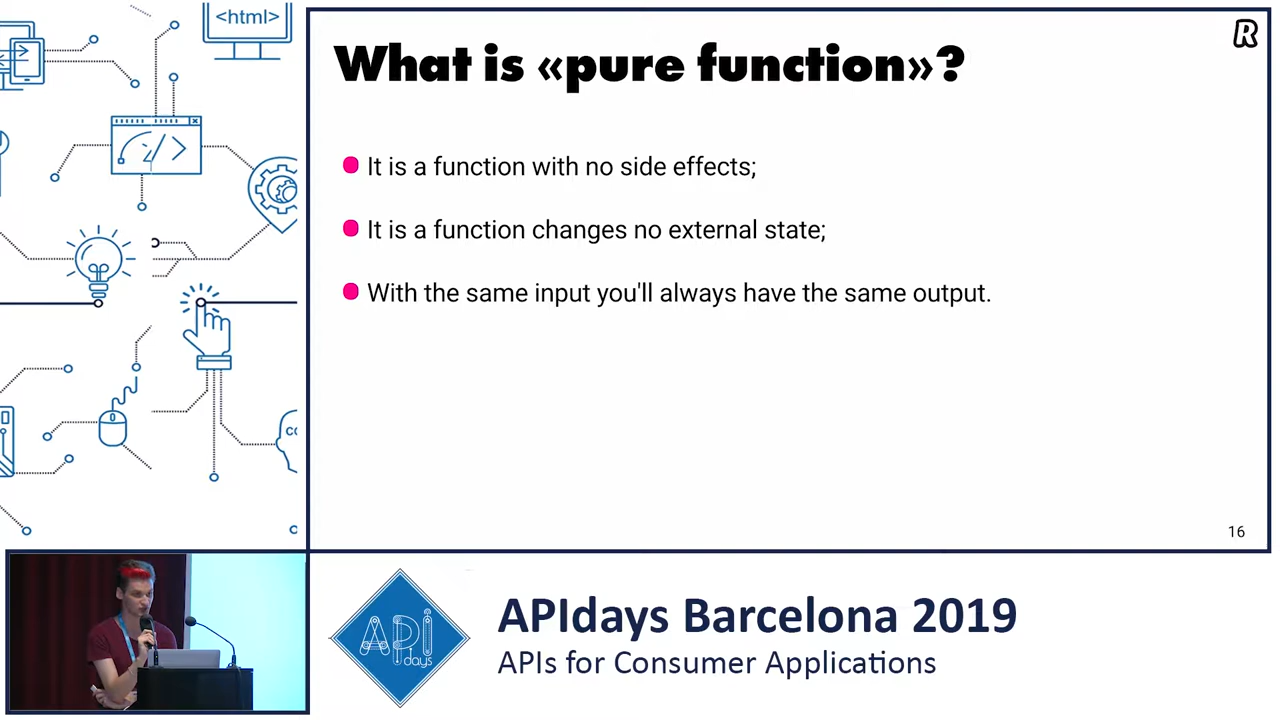 <html>
R
What is «pure function»?
It is a function with no side effects;
It is a function changes no external state;
With the same input you'll always have the same output.
16
API
days
APIdays Barcelona 2019
APIs for Consumer Applications